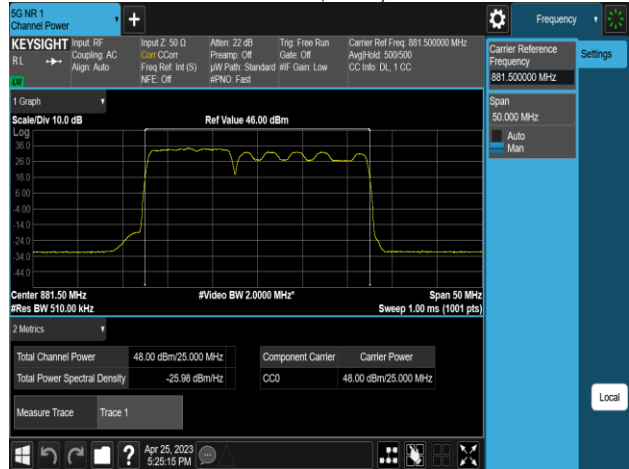 5G NR 1
Channel Power
Frequency
KEYSIGHT
RL
Input: RF
Coupling: AC
Align: Auto
Input Z: 50 Ω
Corr CCorr
Freq Ref: Int (S)
NFE: Off
Atten: 22 dB
Preamp: Off
µW Path: Standard
#PNO: Fast
Trig: Free Run
Gate: Off
#IF Gain: Low
Carrier Ref Freq: 881.500000 MHz
Avg|Hold: 500/500
CC Info: DL, 1 CC
Carrier Reference
Frequency
881.500000 MHz
Settings
Span
50.000 MHz
Auto
Man
1 Graph
Scale/Div 10.0 dB
Ref Value 46.00 dBm
Log
36.0
26.0
16.0
6.00
-4.00
-14.0
-24.0
-34.0
-44.0
Center 881.50 MHz
#Video BW 2.0000 MHz*
Span 50 MHz
#Res BW 510.00 kHz
Sweep 1.00 ms (1001 pts)
2 Metrics
Total Channel Power 48.00 dBm/25.000 MHz
Total Power Spectral Density -25.98 dBm/Hz
Component Carrier Carrier Power
CC0 48.00 dBm/25.000 MHz
Measure Trace Trace 1
Local
?
Apr 25, 2023
5:25:15 PM